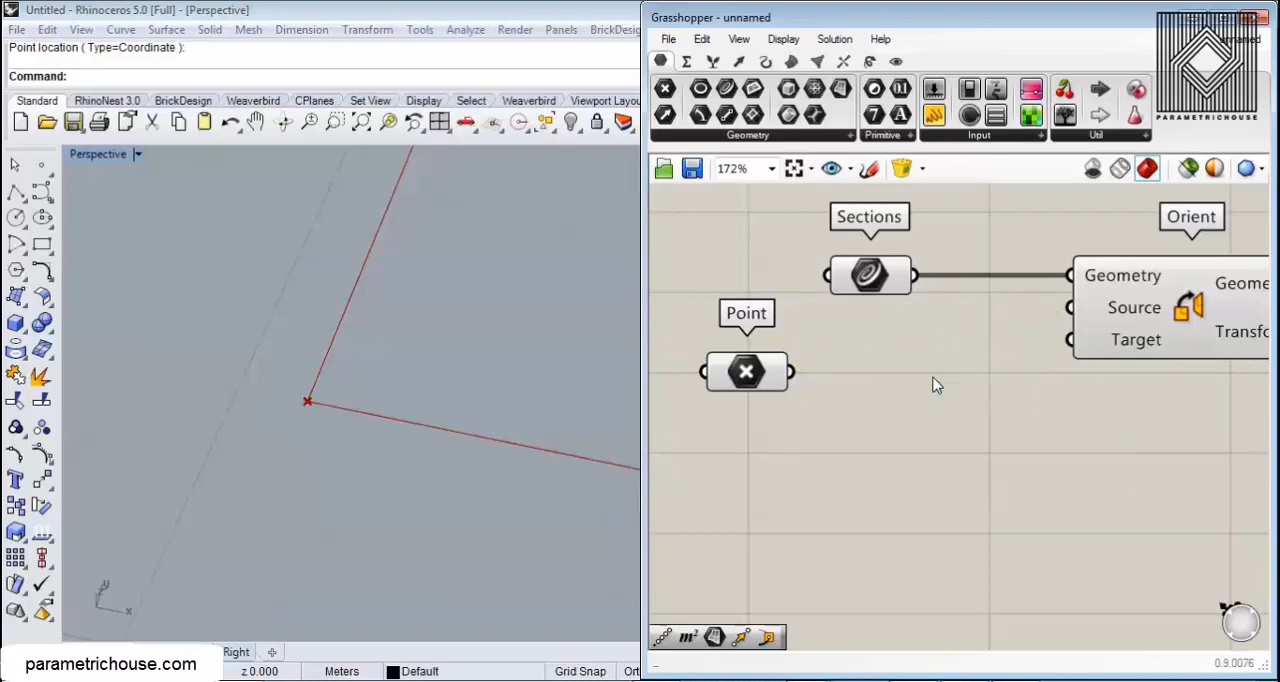 Untitled - Rhinoceros 5.0 [Full] - [Perspective]
File Edit View Curve Surface Solid Mesh Dimension Transform Tools Analyze Render Panels BrickDesig
Point location ( Type=Coordinate ):
Command:
Standard RhinoNest 3.0 BrickDesign Weaverbird CPlanes Set View Display Select Weaverbird Viewport Layou
Perspective
y
x
Right
z 0.000 Meters Default Grid Snap Ort
parametrichouse.com
Grasshopper - unnamed
File Edit View Display Solution Help
unnamed
PARAMETRICHOUSE
Geometry Primitive Input Util
172%
Sections
Orient
Geometry
Source
Target
Geome
Transfo
Point
0.9.0076